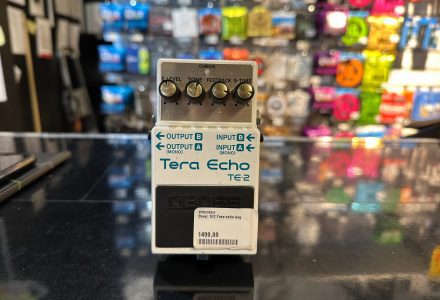 CHECK
E.LEVEL TONE FEEDBACK S-TIME
OUTPUT B INPUT B
OUTPUT A INPUT A
(MONO) (MONO)
Tera Echo
TE-2
BOSS
1499,00